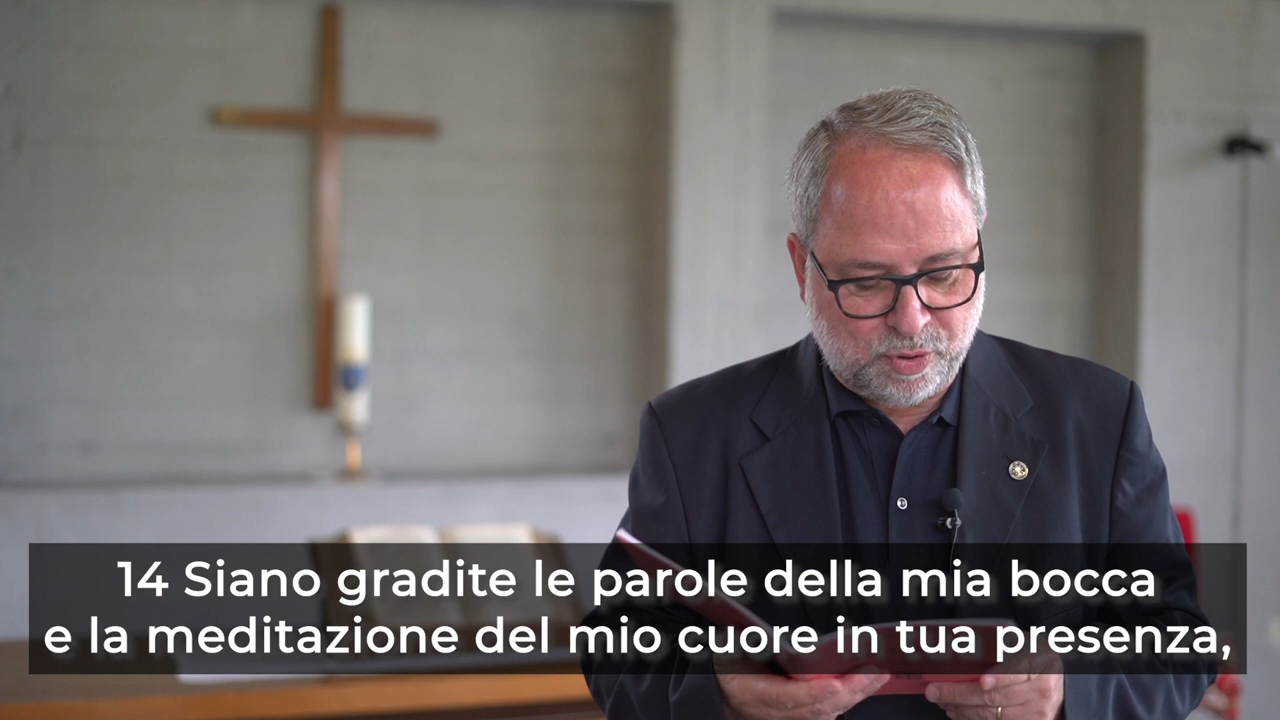 14 Siano gradite le parole della mia bocca
e la meditazione del mio cuore in tua presenza,